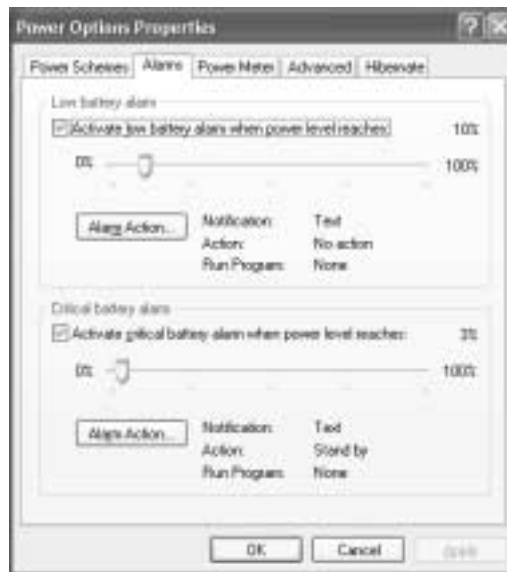 Power Options Properties
Power Schemes Alarms Power Meter Advanced Hibernate
Low battery alarm
Activate low battery alarm when power level reaches: 10%
0% 100%
Alarm Action... Notification: Text
Action: No action
Run Program: None
Critical battery alarm
Activate critical battery alarm when power level reaches: 3%
0% 100%
Alarm Action... Notification: Text
Action: Stand by
Run Program: None
OK Cancel Apply